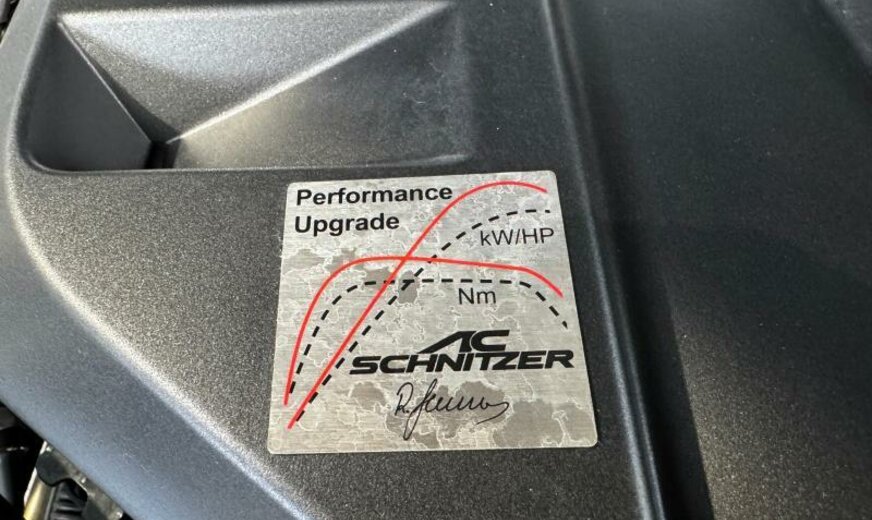 Performance
Upgrade
kW/HP
Nm
AC
SCHNITZER